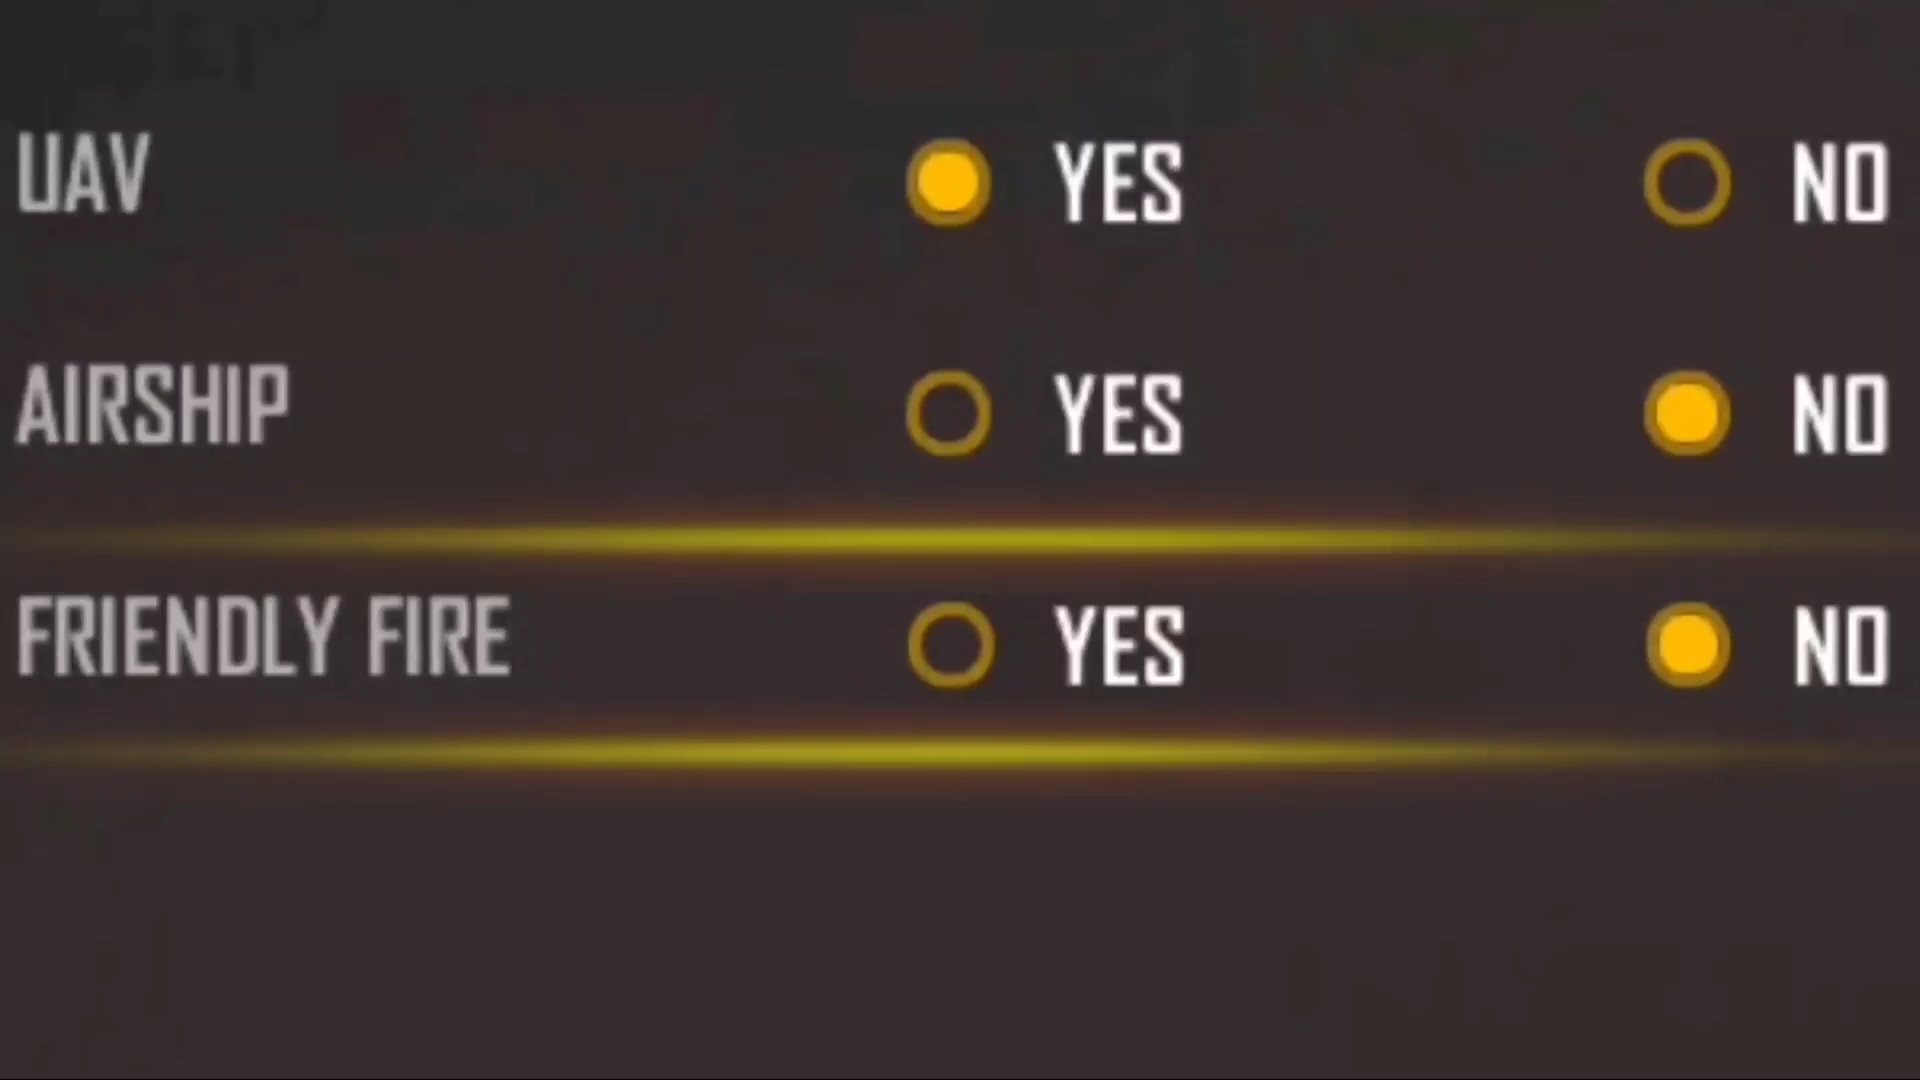 UAV YES NO
AIRSHIP YES NO
FRIENDLY FIRE YES NO